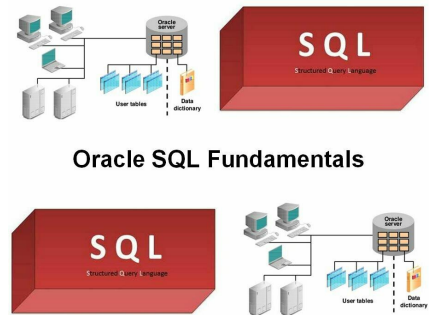 Oracle
server
SQL
Structured Query Language
User tables
Data
dictionary
Oracle SQL Fundamentals
SQL
Structured Query Language
Oracle
server
User tables
Data
dictionary